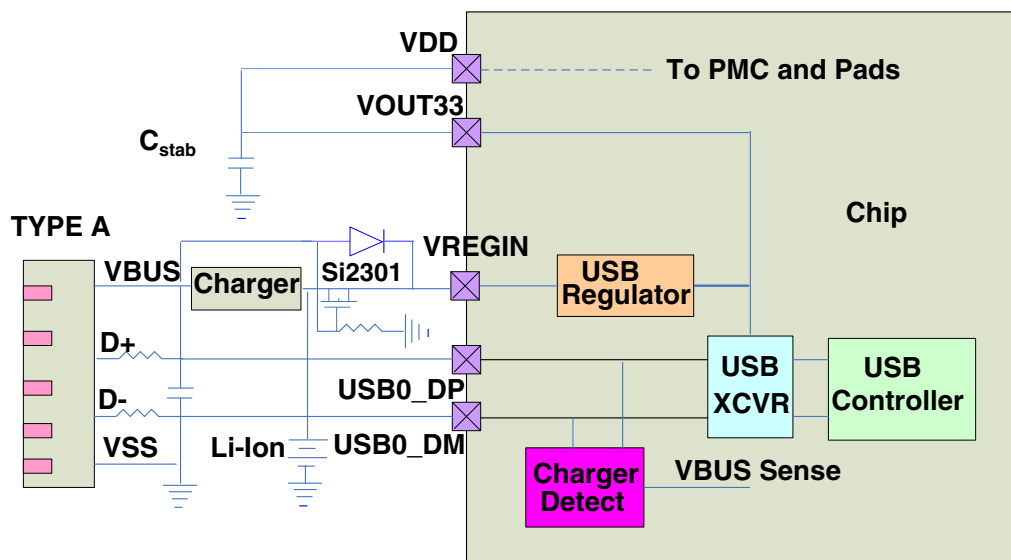 VDD
To PMC and Pads
VOUT33
Cstab
Chip
TYPE A
VREGIN
VBUS
Charger
Si2301
USB
Regulator
D+
USB0_DP
USB
XCVR
USB
Controller
D-
USB0_DM
VSS
Li-Ion
Charger
Detect
VBUS Sense